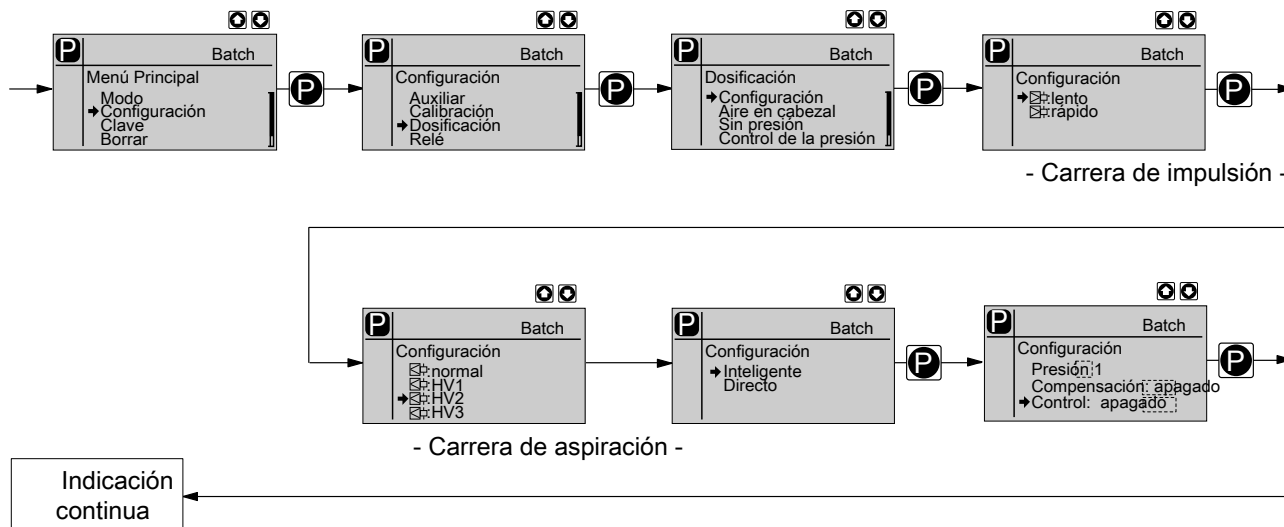 P
Batch
Menú Principal
Modo
Configuración
Clave
Borrar
P
P
Batch
Configuración
Auxiliar
Calibración
Dosificación
Relé
P
P
Batch
Dosificación
Configuración
Aire en cabezal
Sin presión
Control de la presión
P
P
Batch
Configuración
:lento
:rápido
P
- Carrera de impulsión -
P
Batch
Configuración
:normal
:HV1
:HV2
:HV3
- Carrera de aspiración -
P
Batch
Configuración
Inteligente
Directo
P
P
Batch
Configuración
Presión: 1
Compensación: apagado
Control: apagado
P
Indicación
continua